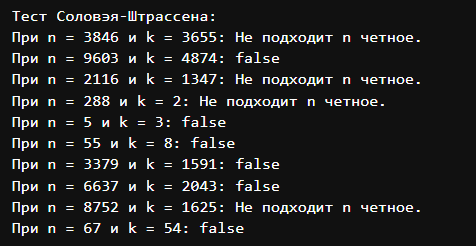 Тест Соловэя-Штрассена:
При n = 3846 и k = 3655: Не подходит n четное.
При n = 9603 и k = 4874: false
При n = 2116 и k = 1347: Не подходит n четное.
При n = 288 и k = 2: Не подходит n четное.
При n = 5 и k = 3: false
При n = 55 и k = 8: false
При n = 3379 и k = 1591: false
При n = 6637 и k = 2043: false
При n = 8752 и k = 1625: Не подходит n четное.
При n = 67 и k = 54: false